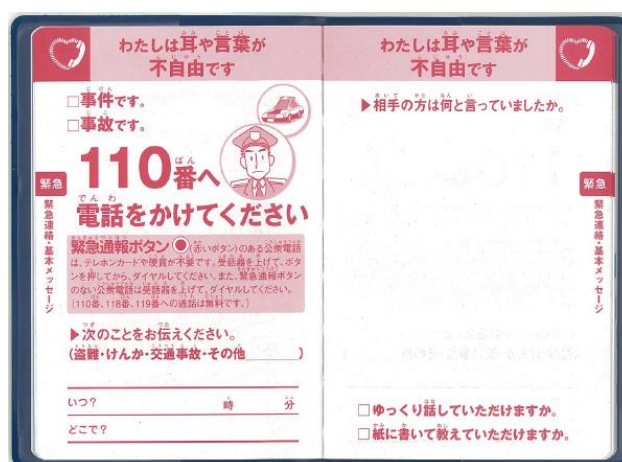 わたしは耳や言葉が
不自由です
□事件です。
□事故です。
110番へ
電話をかけてください
緊急通報ボタン●(赤いボタン)のある公衆電話
は、テレホンカードや硬貨が不要です。受話器を上げて、ボタ
ンを押してから、ダイヤルしてください。また、緊急通報ボタン
のない公衆電話は受話器を上げて、ダイヤルしてください。
(110番、118番、119番への通話は無料です。)
▶次のことをお伝えください。
(盗難・けんか・交通事故・その他 )
いつ? 時 分
どこで?
緊急
緊急連絡・基本メッセージ
わたしは耳や言葉が
不自由です
▶相手の方は何と言っていましたか。
□ゆっくり話していただけますか。
□紙に書いて教えていただけますか。
緊急
緊急連絡・基本メッセージ